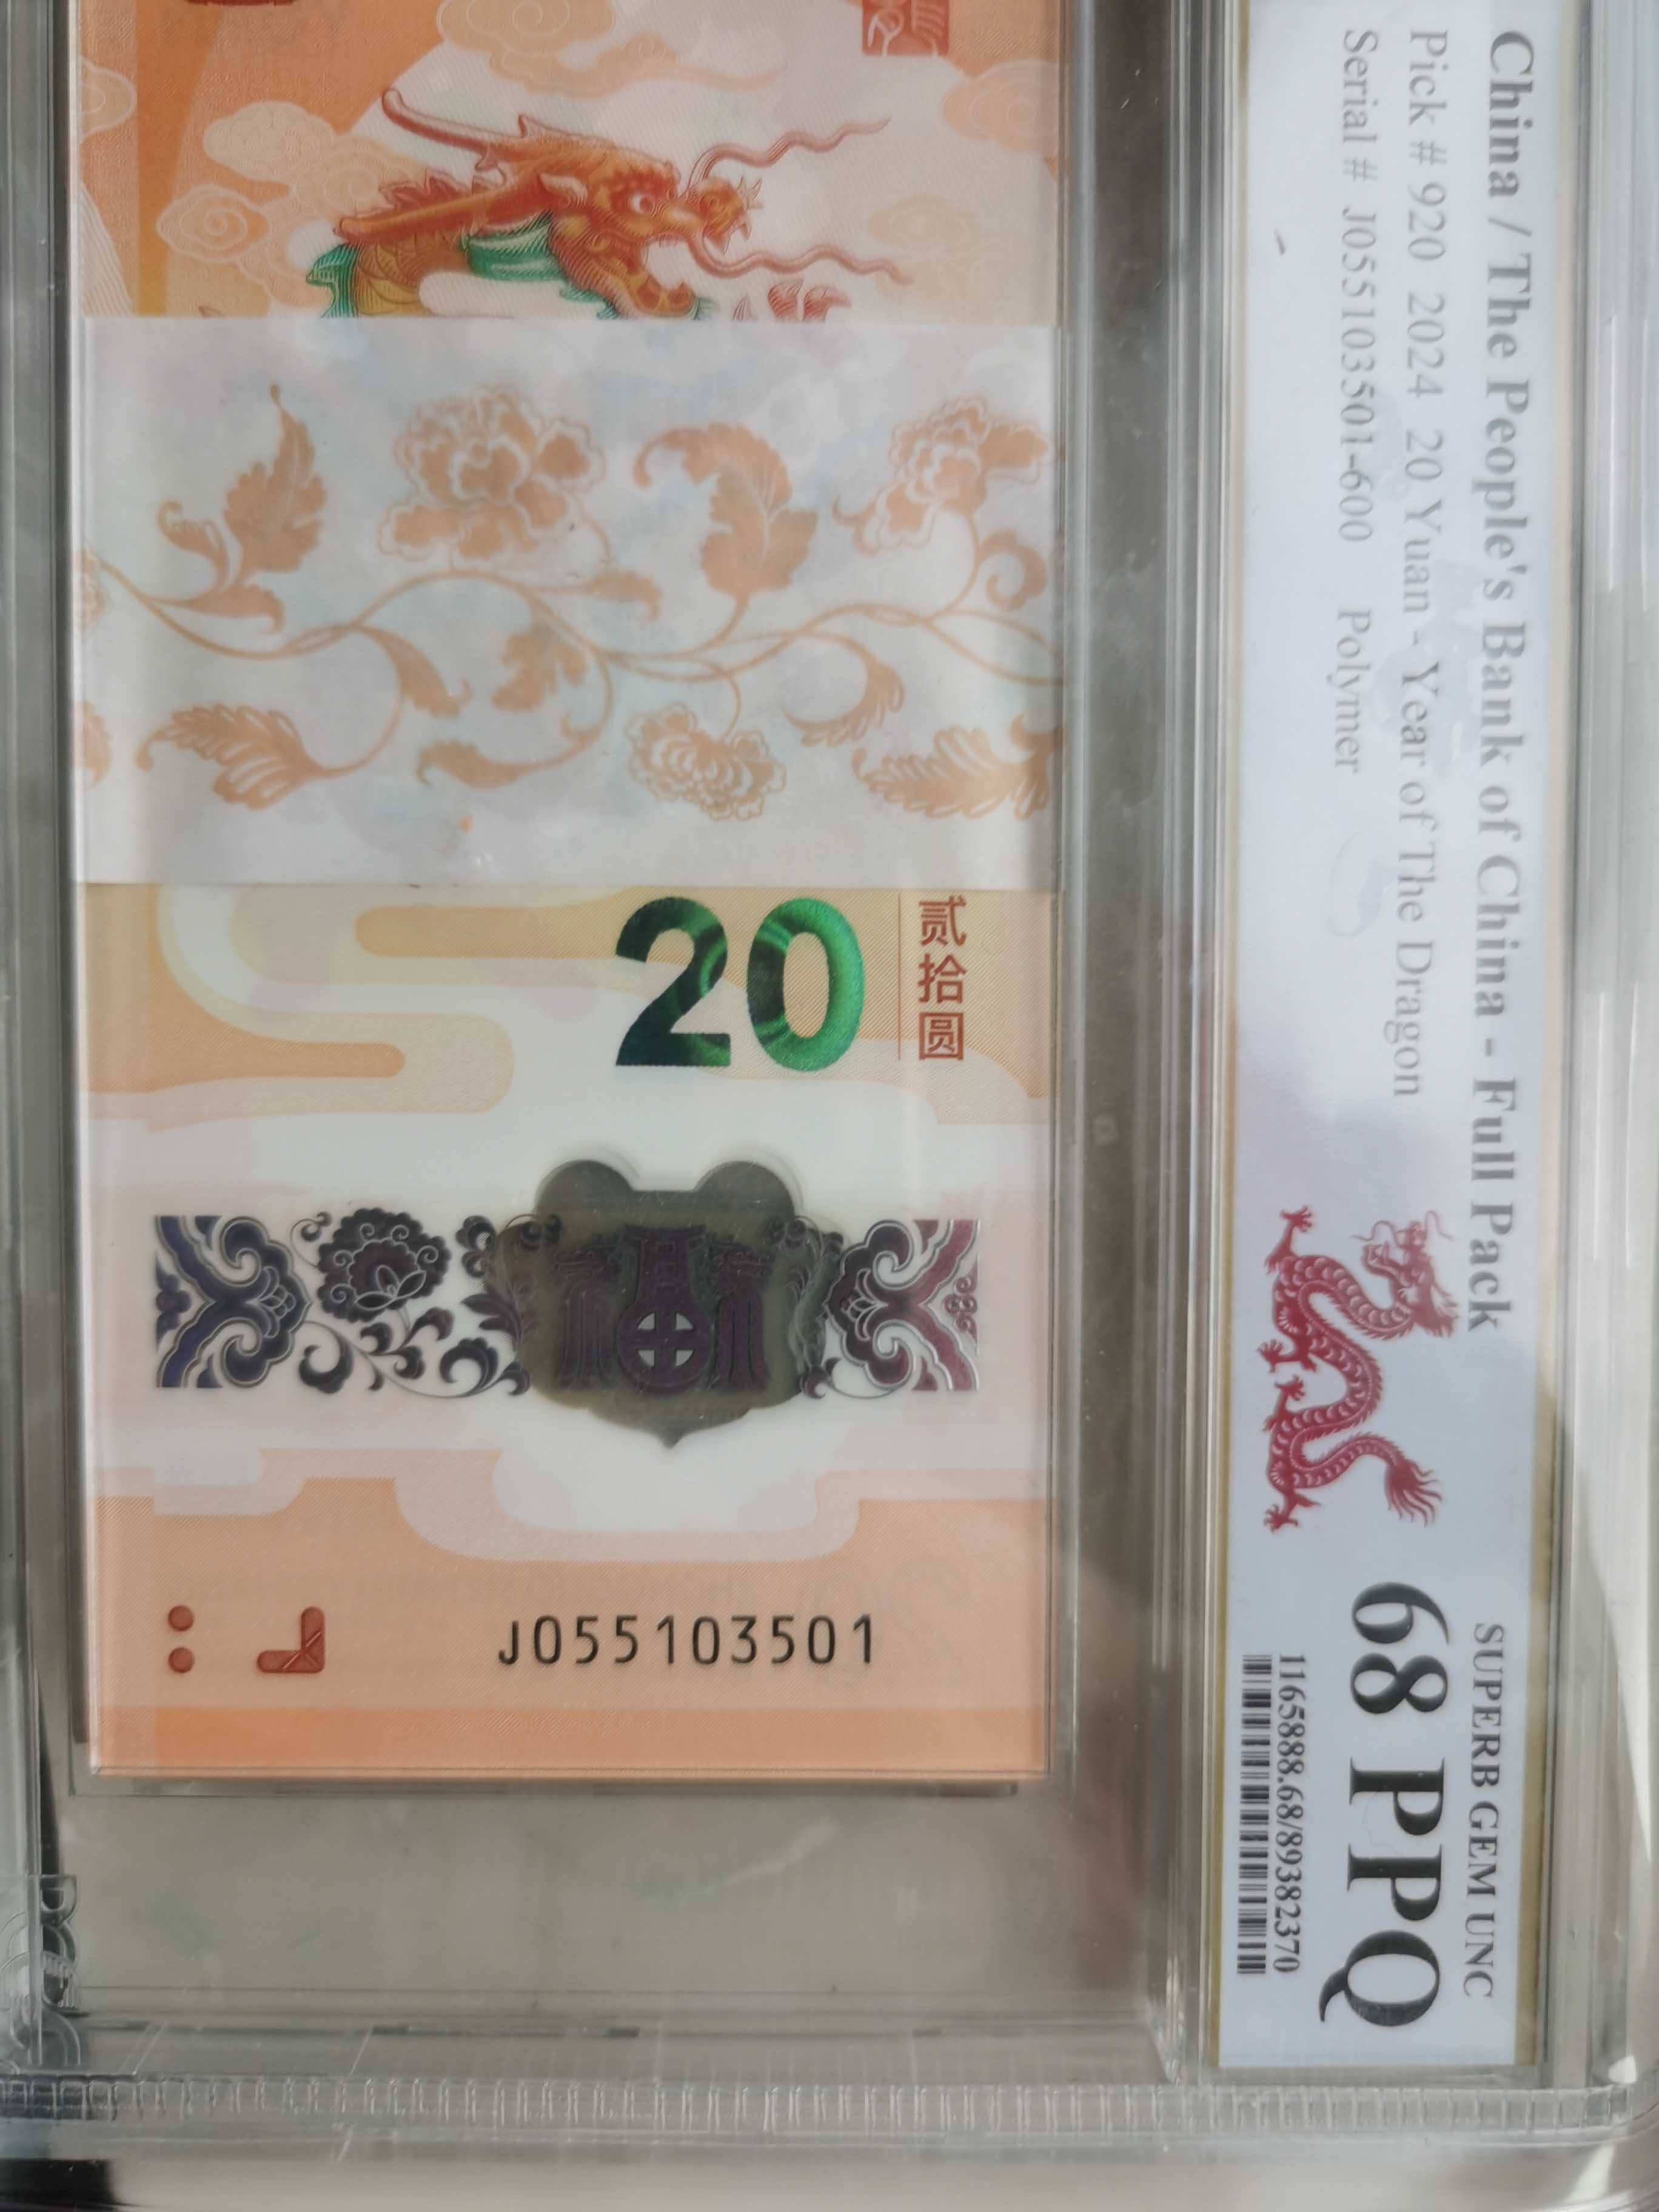 China / The People's Bank of China - Full Pack
Pick # 920 2024 20 Yuan - Year of The Dragon
Serial # J055103501-600 Polymer
SUPERB GEM UNC
68 PPQ
1165888.68/89382370
20
贰拾圆
J055103501